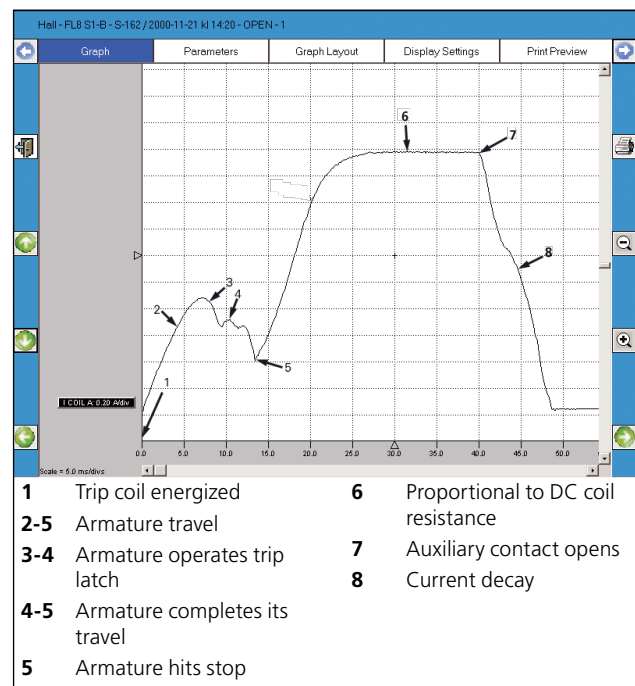 Hall - FL8 S1-B - S-162 / 2000-11-21 kl 14:20 - OPEN - 1
Graph Parameters Graph Layout Display Settings Print Preview
6
7
8
3
4
2
5
1
I COIL A: 0.20 A/div
0.0 5.0 10.0 15.0 20.0 25.0 30.0 35.0 40.0 45.0 50.0
Scale = 5.0 ms/divs
1 Trip coil energized
2-5 Armature travel
3-4 Armature operates trip
latch
4-5 Armature completes its
travel
5 Armature hits stop
6 Proportional to DC coil
resistance
7 Auxiliary contact opens
8 Current decay